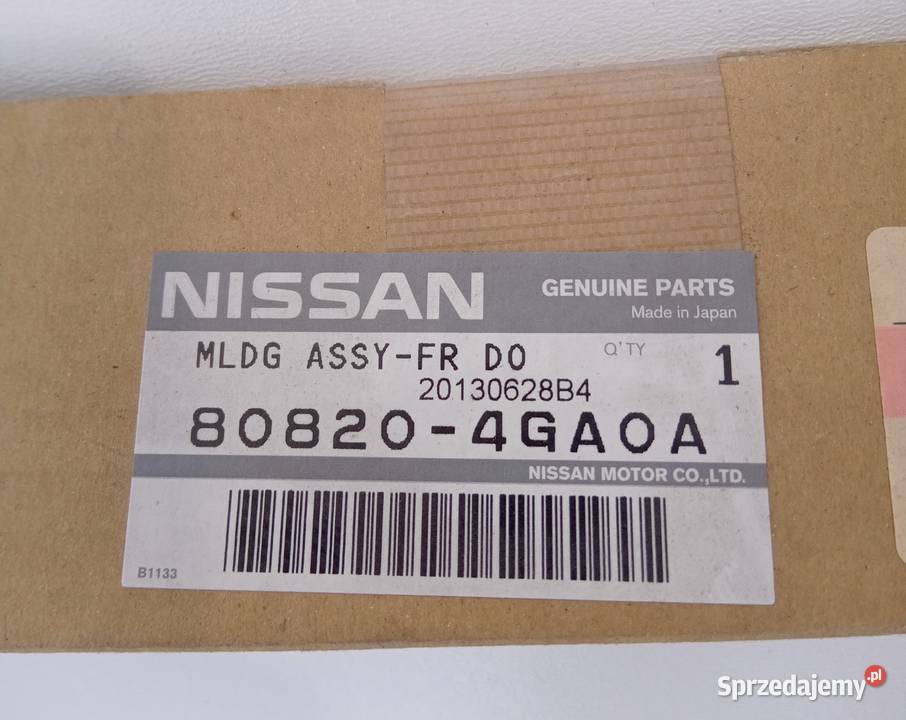 NISSAN GENUINE PARTS
Made in Japan
MLDG ASSY-FR DO Q'TY 1
20130628B4
80820-4GA0A
NISSAN MOTOR CO.,LTD.
B1133
Sprzedajemy.pl